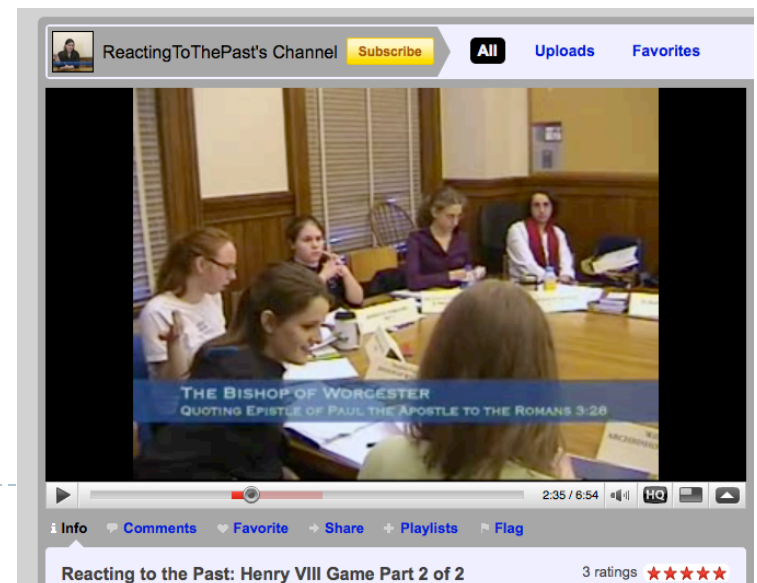 ReactingToThePast's Channel Subscribe All Uploads Favorites
THE BISHOP OF WORCESTER
QUOTING EPISTLE OF PAUL THE APOSTLE TO THE ROMANS 3:28
2:35 / 6:54 HQ
Info Comments Favorite Share Playlists Flag
Reacting to the Past: Henry VIII Game Part 2 of 2 3 ratings